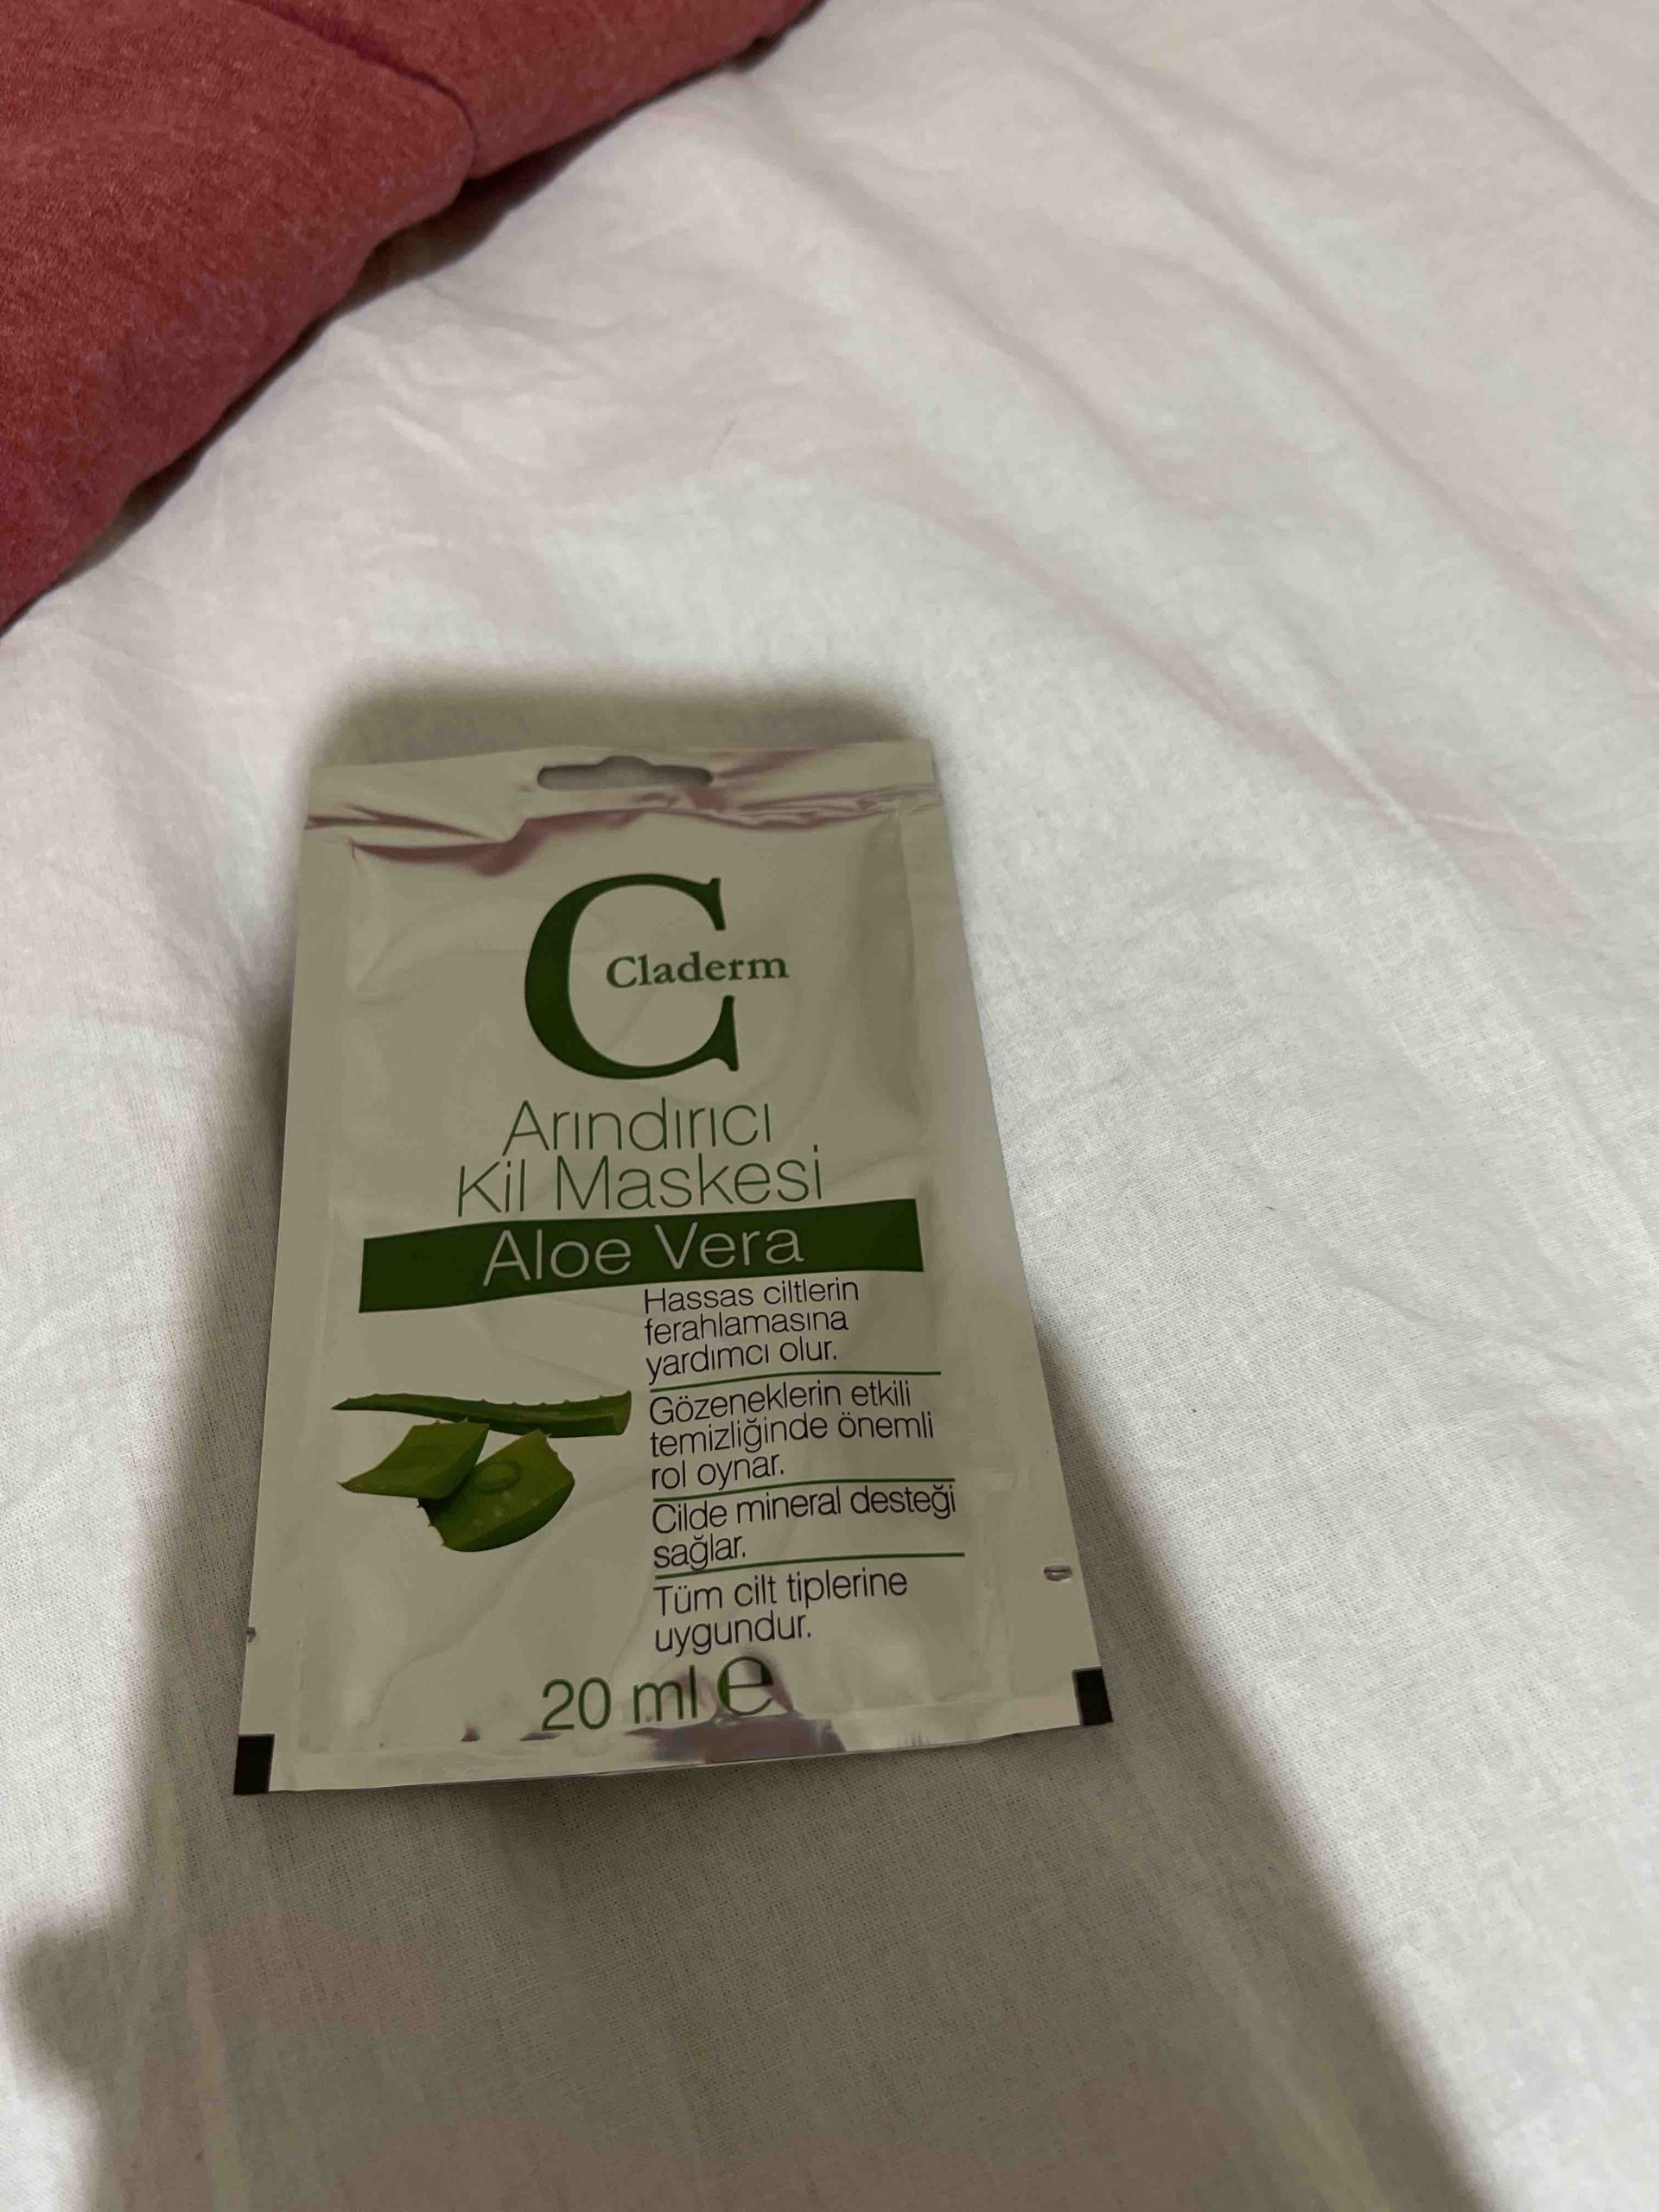 C
Claderm
Arındırıcı
Kil Maskesi
Aloe Vera
Hassas ciltlerin
ferahlamasına
yardımcı olur.
Gözeneklerin etkili
temizliğinde önemli
rol oynar.
Cilde mineral desteği
sağlar.
Tüm cilt tiplerine
uygundur.
20 ml e